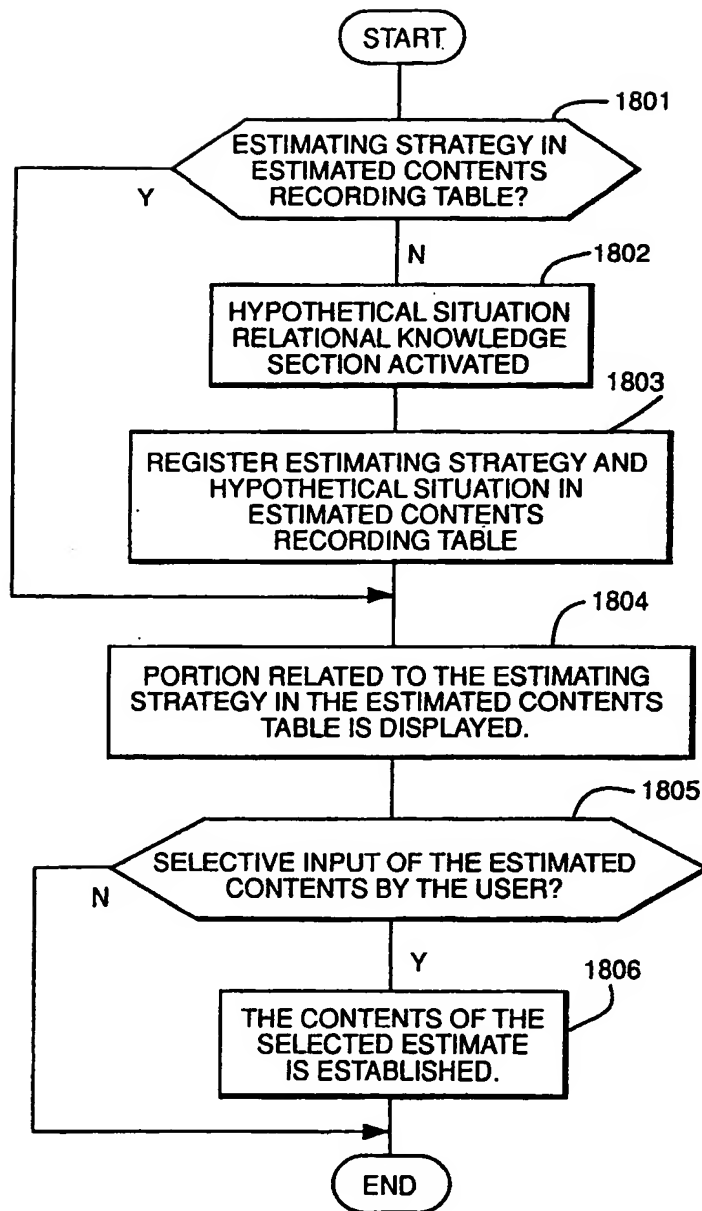 START
1801
ESTIMATING STRATEGY IN
ESTIMATED CONTENTS
RECORDING TABLE?
Y
N
1802
HYPOTHETICAL SITUATION
RELATIONAL KNOWLEDGE
SECTION ACTIVATED
1803
REGISTER ESTIMATING STRATEGY AND
HYPOTHETICAL SITUATION IN
ESTIMATED CONTENTS
RECORDING TABLE
1804
PORTION RELATED TO THE ESTIMATING
STRATEGY IN THE ESTIMATED CONTENTS
TABLE IS DISPLAYED.
1805
SELECTIVE INPUT OF THE ESTIMATED
CONTENTS BY THE USER?
N
Y
1806
THE CONTENTS OF THE
SELECTED ESTIMATE
IS ESTABLISHED.
END